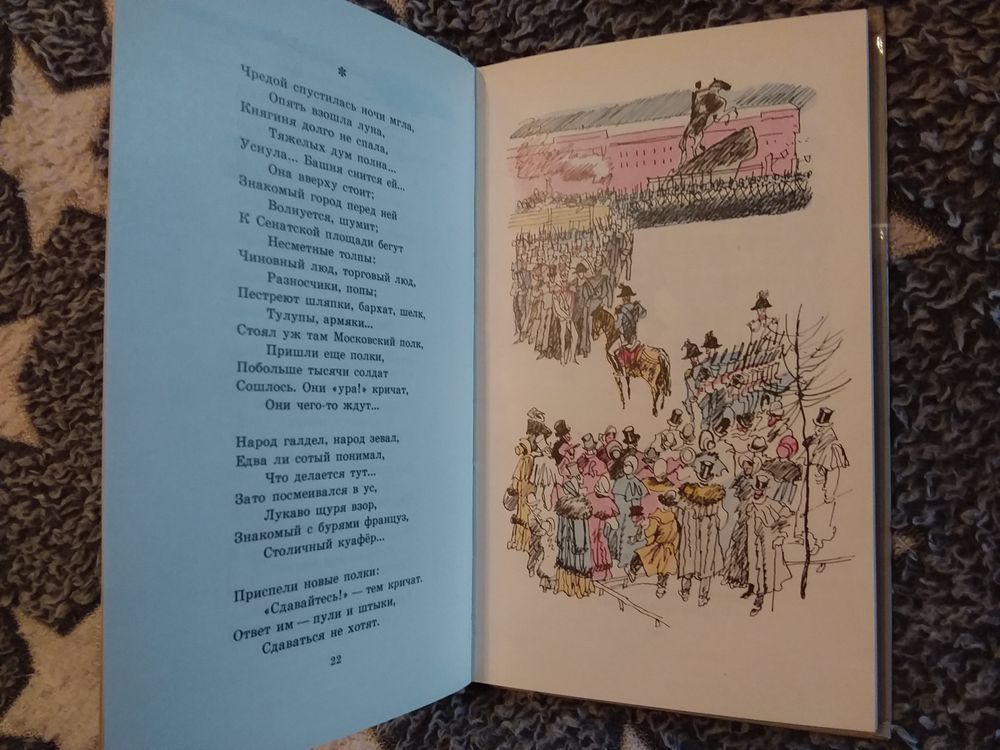 *
Чредой спустилась ночи мгла,
Опять взошла луна,
Княгиня долго не спала,
Тяжелых дум полна...
Уснула... Башня снится ей...
Она вверху стоит;
Знакомый город перед ней
Волнуется, шумит;
К Сенатской площади бегут
Несметные толпы:
Чиновный люд, торговый люд,
Разносчики, попы;
Пестреют шляпки, бархат, шелк,
Тулупы, армяки...
Стоял уж там Московский полк,
Пришли еще полки,
Побольше тысячи солдат
Сошлось. Они «ура!» кричат,
Они чего-то ждут...
Народ галдел, народ зевал,
Едва ли сотый понимал,
Что делается тут...
Зато посмеивался в ус,
Лукаво щуря взор,
Знакомый с бурями француз,
Столичный куафёр...
Приспели новые полки:
«Сдавайтесь!» — тем кричат.
Ответ им — пули и штыки,
Сдаваться не хотят.
22